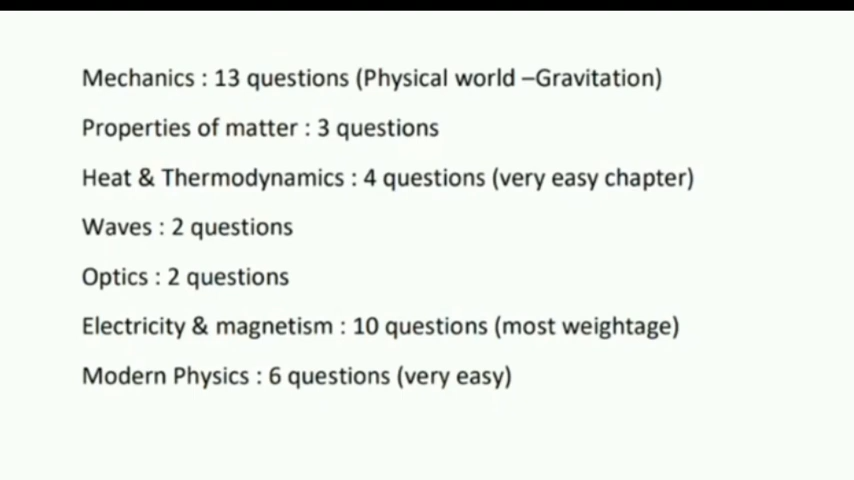 Mechanics : 13 questions (Physical world –Gravitation)
Properties of matter : 3 questions
Heat & Thermodynamics : 4 questions (very easy chapter)
Waves : 2 questions
Optics : 2 questions
Electricity & magnetism : 10 questions (most weightage)
Modern Physics : 6 questions (very easy)